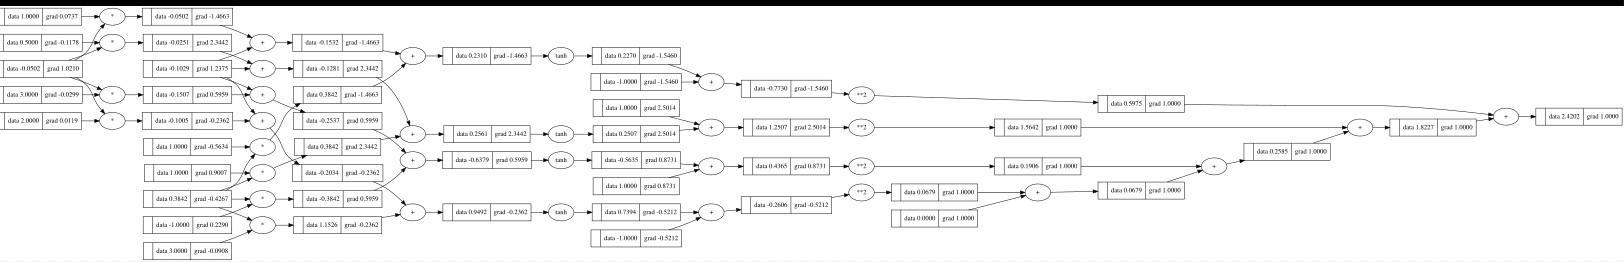 data 1.0000 grad 0.0737
*
data -0.0502 grad -1.4663
data 0.5000 grad -0.1178
*
data -0.0251 grad 2.3442
+
data -0.1532 grad -1.4663
data -0.0502 grad 1.0210
data -0.1029 grad 1.2375
+
data -0.1281 grad 2.3442
+
data 0.2310 grad -1.4663
tanh
data 0.2270 grad -1.5460
data -1.0000 grad -1.5460
+
data -0.7730 grad -1.5460
**2
data 0.5975 grad 1.0000
+
data 2.4202 grad 1.0000
data 3.0000 grad -0.0299
*
data -0.1507 grad 0.5959
+
data 0.3842 grad -1.4663
data 2.0000 grad 0.0119
*
data -0.1005 grad -0.2362
+
data -0.2537 grad 0.5959
data 1.0000 grad 2.5014
data 1.0000 grad -0.5634
*
data 0.3842 grad 2.3442
+
data 0.2561 grad 2.3442
tanh
data 0.2507 grad 2.5014
+
data 1.2507 grad 2.5014
**2
data 1.5642 grad 1.0000
+
data 1.8227 grad 1.0000
data 1.0000 grad 0.9007
*
data -0.2034 grad -0.2362
+
data -0.6379 grad 0.5959
tanh
data -0.5635 grad 0.8731
data 1.0000 grad 0.8731
+
data 0.4365 grad 0.8731
**2
data 0.1906 grad 1.0000
+
data 0.2585 grad 1.0000
data 0.3842 grad -0.4267
*
data -0.3842 grad 0.5959
data -1.0000 grad 0.2290
*
data 1.1526 grad -0.2362
+
data 0.9492 grad -0.2362
tanh
data 0.7394 grad -0.5212
+
data -0.2606 grad -0.5212
**2
data 0.0679 grad 1.0000
+
data 0.0679 grad 1.0000
data 0.0000 grad 1.0000
data -1.0000 grad -0.5212
data 3.0000 grad -0.0908